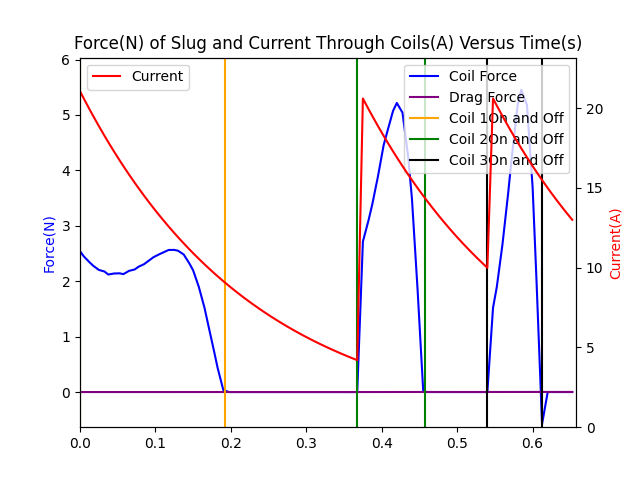 Force(N) of Slug and Current Through Coils(A) Versus Time(s)
Current
Coil Force
Drag Force
Coil 1On and Off
Coil 2On and Off
Coil 3On and Off
Force(N)
6
5
4
3
2
1
0
Current(A)
20
15
10
5
0
0.0 0.1 0.2 0.3 0.4 0.5 0.6